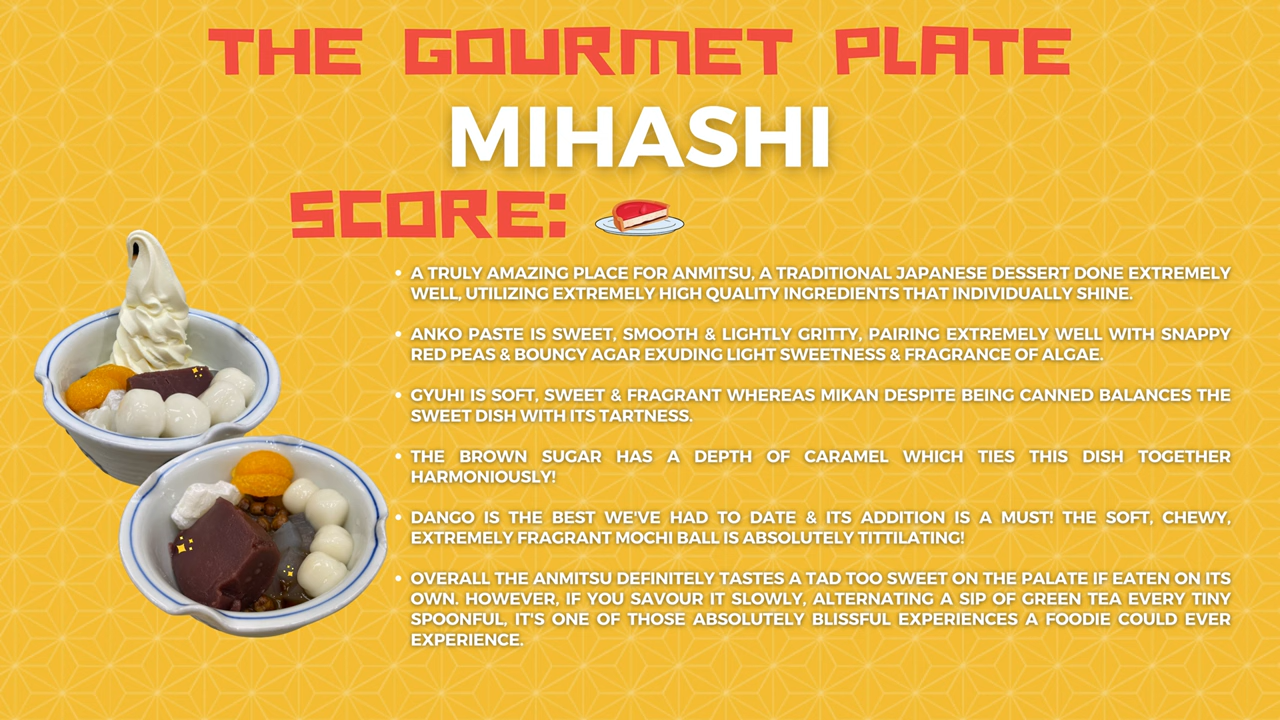 THE GOURMET PLATE
MIHASHI
SCORE:
• A TRULY AMAZING PLACE FOR ANMITSU, A TRADITIONAL JAPANESE DESSERT DONE EXTREMELY
WELL, UTILIZING EXTREMELY HIGH QUALITY INGREDIENTS THAT INDIVIDUALLY SHINE.
• ANKO PASTE IS SWEET, SMOOTH & LIGHTLY GRITTY, PAIRING EXTREMELY WELL WITH SNAPPY
RED PEAS & BOUNCY AGAR EXUDING LIGHT SWEETNESS & FRAGRANCE OF ALGAE.
• GYUHI IS SOFT, SWEET & FRAGRANT WHEREAS MIKAN DESPITE BEING CANNED BALANCES THE
SWEET DISH WITH ITS TARTNESS.
• THE BROWN SUGAR HAS A DEPTH OF CARAMEL WHICH TIES THIS DISH TOGETHER
HARMONIOUSLY!
• DANGO IS THE BEST WE'VE HAD TO DATE & ITS ADDITION IS A MUST! THE SOFT, CHEWY,
EXTREMELY FRAGRANT MOCHI BALL IS ABSOLUTELY TITTILATING!
• OVERALL THE ANMITSU DEFINITELY TASTES A TAD TOO SWEET ON THE PALATE IF EATEN ON ITS
OWN. HOWEVER, IF YOU SAVOUR IT SLOWLY, ALTERNATING A SIP OF GREEN TEA EVERY TINY
SPOONFUL, IT'S ONE OF THOSE ABSOLUTELY BLISSFUL EXPERIENCES A FOODIE COULD EVER
EXPERIENCE.